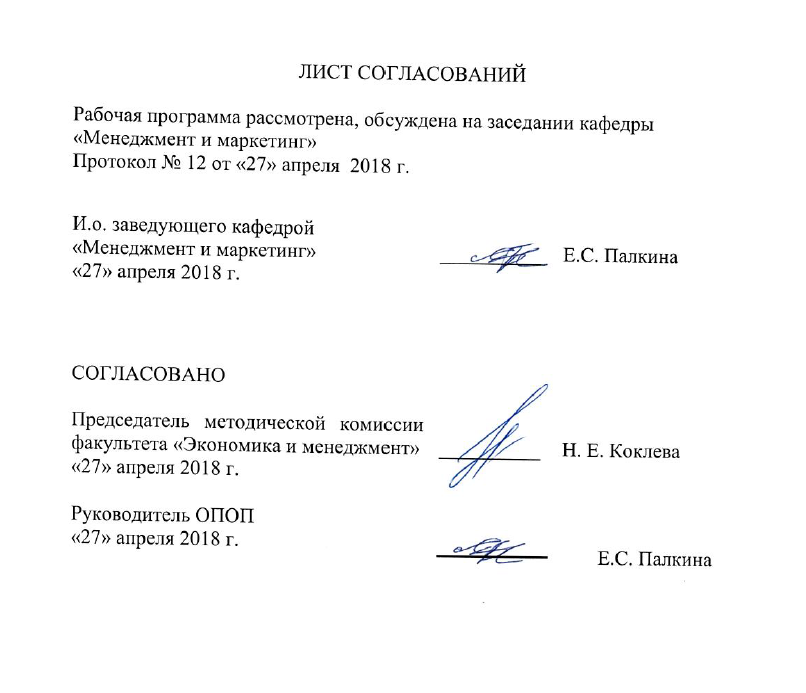 ЛИСТ СОГЛАСОВАНИЙ
Рабочая программа рассмотрена, обсуждена на заседании кафедры
«Менеджмент и маркетинг»
Протокол № 12 от «27» апреля 2018 г.
И.о. заведующего кафедрой
«Менеджмент и маркетинг»
«27» апреля 2018 г.
Е.С. Палкина
СОГЛАСОВАНО
Председатель методической комиссии
факультета «Экономика и менеджмент»
«27» апреля 2018 г.
Н. Е. Коклева
Руководитель ОПОП
«27» апреля 2018 г.
Е.С. Палкина